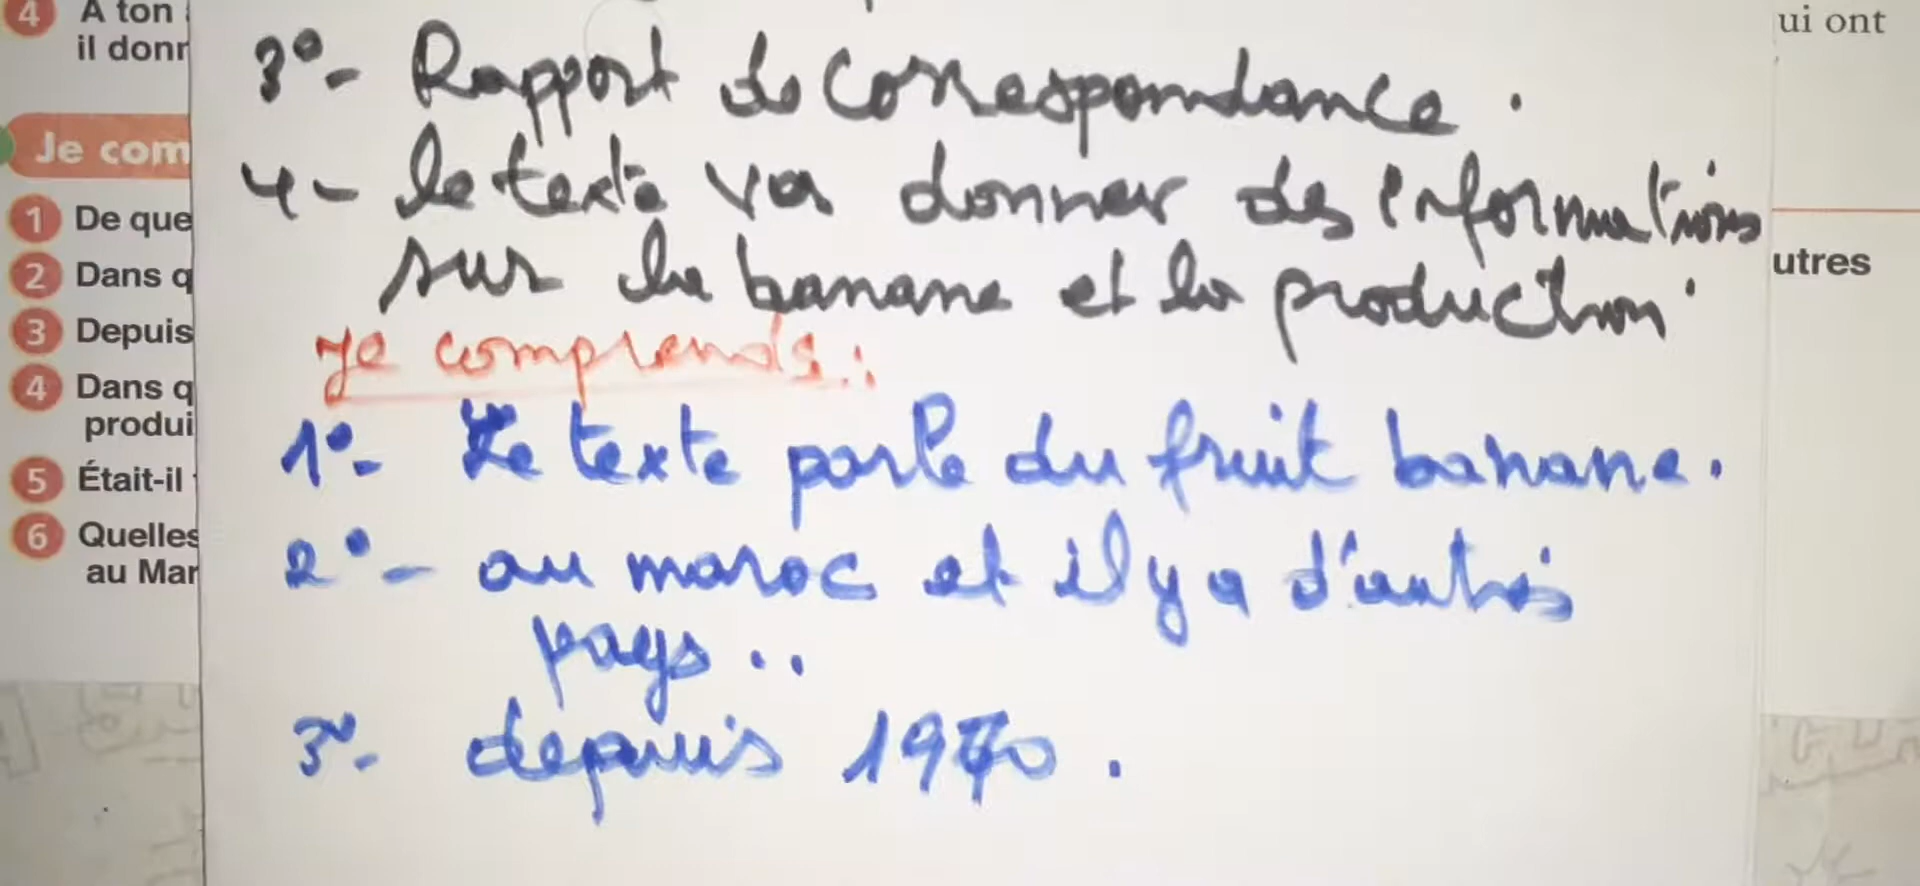 4 A ton
il donr
3°- Rapport de correspondance.
4- le texte va donner des informations
sur la banane et la production.
Je comprends:
1°- Le texte parle du fruit banane.
2°- au maroc et il y a d'autres
pays..
3°- depuis
Je com
1 De que
2 Dans q
3 Depuis
4 Dans q
produi
5 Était-il
6 Quelles
au Mar
ui ont
utres